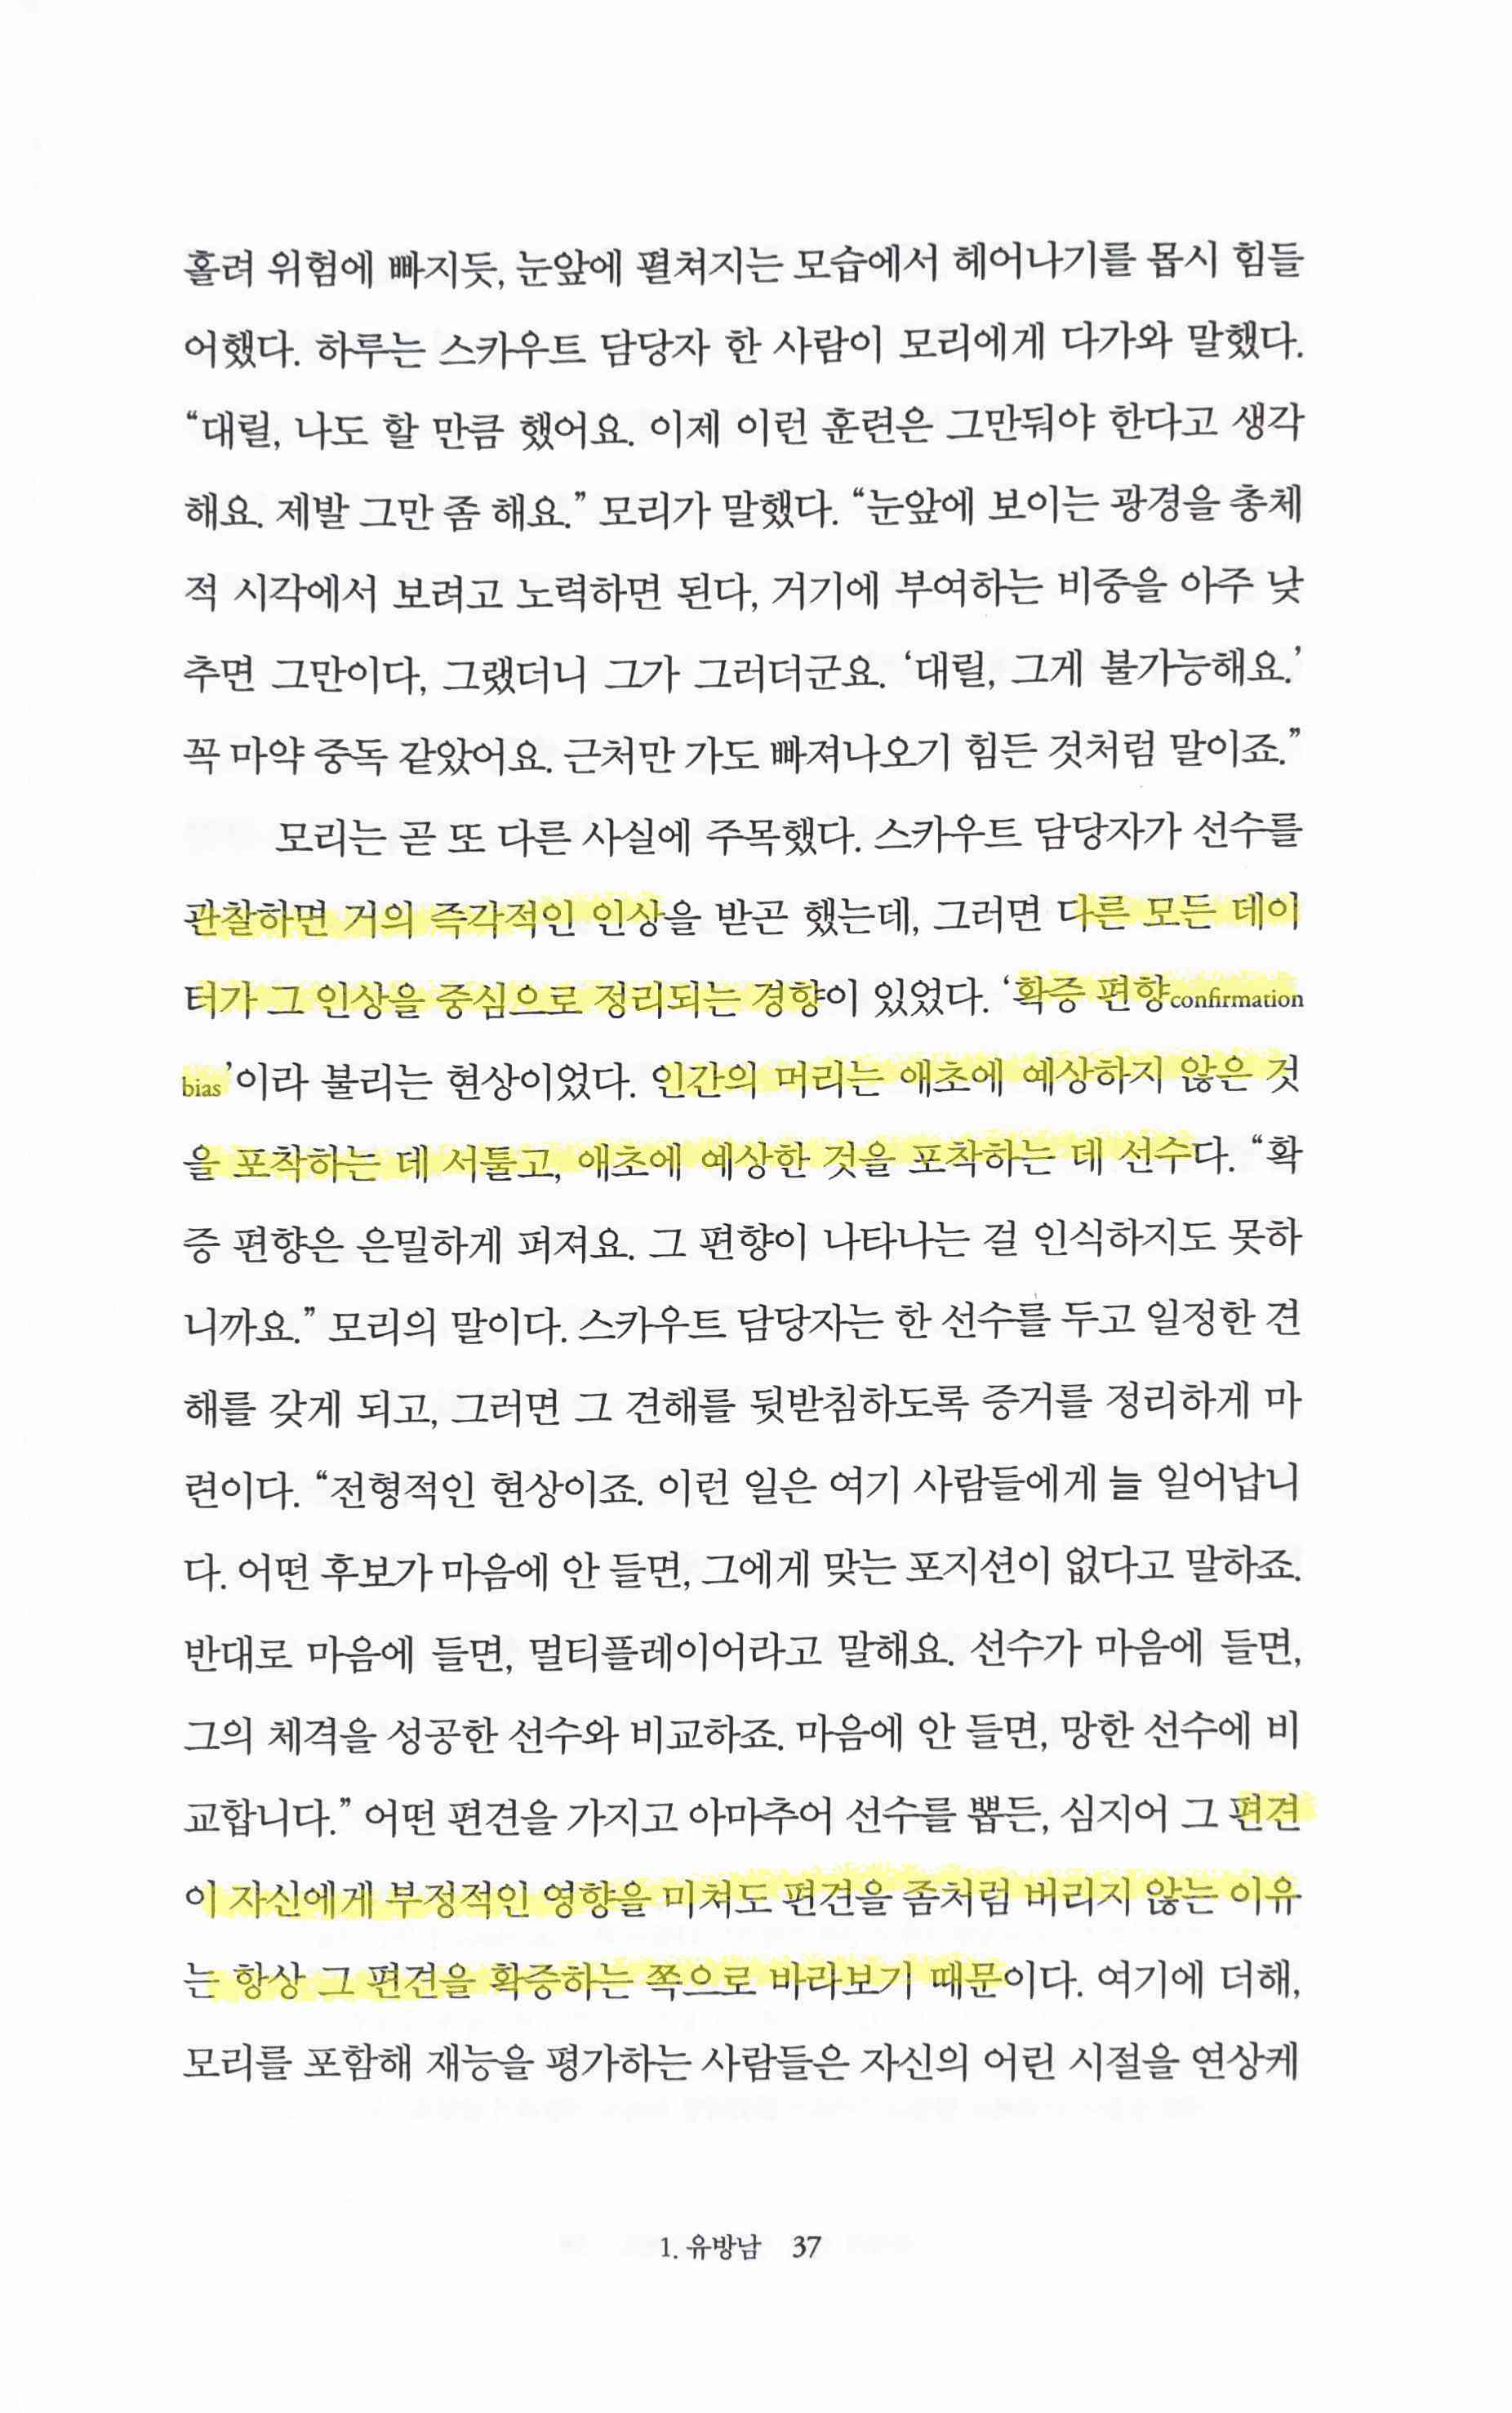 홀려 위험에 빠지듯, 눈앞에 펼쳐지는 모습에서 헤어나기를 몹시 힘들
어했다. 하루는 스카우트 담당자 한 사람이 모리에게 다가와 말했다.
“대릴, 나도 할 만큼 했어요. 이제 이런 훈련은 그만둬야 한다고 생각
해요. 제발 그만 좀 해요.” 모리가 말했다. “눈앞에 보이는 광경을 총체
적 시각에서 보려고 노력하면 된다, 거기에 부여하는 비중을 아주 낮
추면 그만이다, 그랬더니 그가 그러더군요. ‘대릴, 그게 불가능해요.’
꼭 마약 중독 같았어요. 근처만 가도 빠져나오기 힘든 것처럼 말이죠.”
모리는 곧 또 다른 사실에 주목했다. 스카우트 담당자가 선수를
관찰하면 거의 즉각적인 인상을 받곤 했는데, 그러면 다른 모든 데이
터가 그 인상을 중심으로 정리되는 경향이 있었다. ‘확증 편향confirmation
bias’이라 불리는 현상이었다. 인간의 머리는 애초에 예상하지 않은 것
을 포착하는 데 서툴고, 애초에 예상한 것을 포착하는 데 선수다. “확
증 편향은 은밀하게 퍼져요. 그 편향이 나타나는 걸 인식하지도 못하
니까요.” 모리의 말이다. 스카우트 담당자는 한 선수를 두고 일정한 견
해를 갖게 되고, 그러면 그 견해를 뒷받침하도록 증거를 정리하게 마
련이다. “전형적인 현상이죠. 이런 일은 여기 사람들에게 늘 일어납니
다. 어떤 후보가 마음에 안 들면, 그에게 맞는 포지션이 없다고 말하죠.
반대로 마음에 들면, 멀티플레이어라고 말해요. 선수가 마음에 들면,
그의 체격을 성공한 선수와 비교하죠. 마음에 안 들면, 망한 선수에 비
교합니다.” 어떤 편견을 가지고 아마추어 선수를 뽑든, 심지어 그 편견
이 자신에게 부정적인 영향을 미쳐도 편견을 좀처럼 버리지 않는 이유
는 항상 그 편견을 확증하는 쪽으로 바라보기 때문이다. 여기에 더해,
모리를 포함해 재능을 평가하는 사람들은 자신의 어린 시절을 연상케
1. 유방남 37